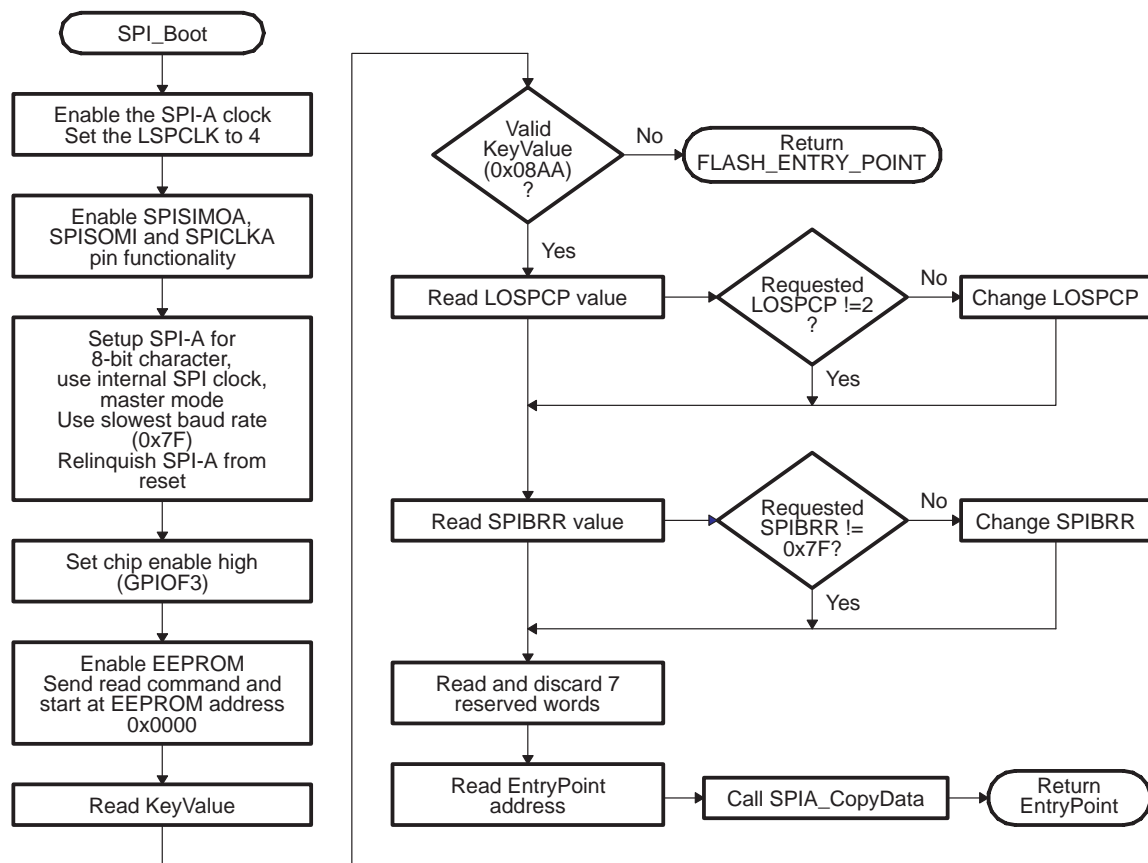 SPI_Boot
Enable the SPI-A clock
Set the LSPCLK to 4
Enable SPISIMOA,
SPISOMI and SPICLKA
pin functionality
Setup SPI-A for
8-bit character,
use internal SPI clock,
master mode
Use slowest baud rate
(0x7F)
Relinquish SPI-A from
reset
Set chip enable high
(GPIOF3)
Enable EEPROM
Send read command and
start at EEPROM address
0x0000
Read KeyValue
Valid
KeyValue
(0x08AA)
?
No
Return
FLASH_ENTRY_POINT
Yes
Read LOSPCP value
Requested
LOSPCP !=2
?
No
Change LOSPCP
Yes
Read SPIBRR value
Requested
SPIBRR !=
0x7F?
No
Change SPIBRR
Yes
Read and discard 7
reserved words
Read EntryPoint
address
Call SPIA_CopyData
Return
EntryPoint